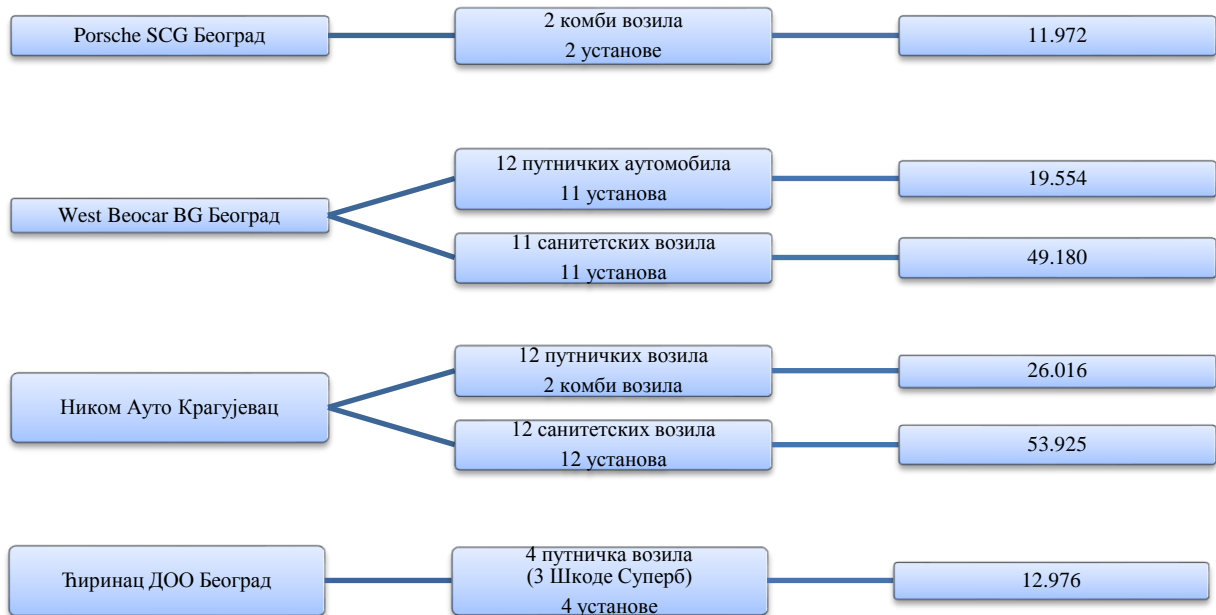 Porsche SCG Београд
2 комби возила
2 установе
11.972
West Beocar BG Београд
12 путничких аутомобила
11 установа
19.554
11 санитетских возила
11 установа
49.180
Ником Ауто Крагујевац
12 путничких возила
2 комби возила
26.016
12 санитетских возила
12 установа
53.925
Ћиринац ДОО Београд
4 путничка возила
(3 Шкоде Суперб)
4 установе
12.976